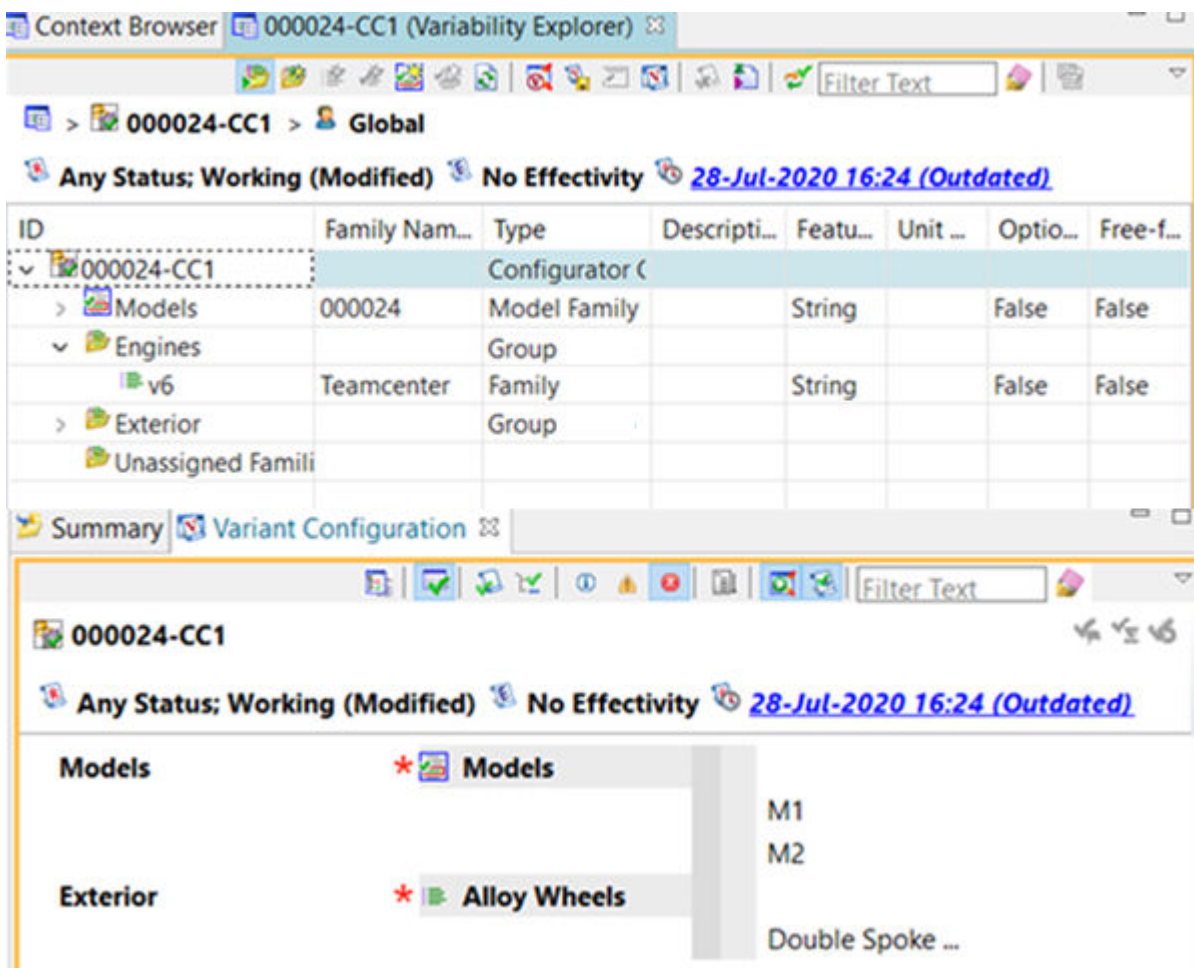 Context Browser 000024-CC1 (Variability Explorer)
Filter Text
> 000024-CC1 > Global
Any Status; Working (Modified) No Effectivity 28-Jul-2020 16:24 (Outdated)
ID Family Nam... Type Descripti... Featu... Unit ... Optio... Free-f...
000024-CC1 Configurator C
Models 000024 Model Family String False False
Engines Group
v6 Teamcenter Family String False False
Exterior Group
Unassigned Famili
Summary Variant Configuration
Filter Text
000024-CC1
Any Status; Working (Modified) No Effectivity 28-Jul-2020 16:24 (Outdated)
Models * Models
M1
M2
Exterior * Alloy Wheels
Double Spoke ...